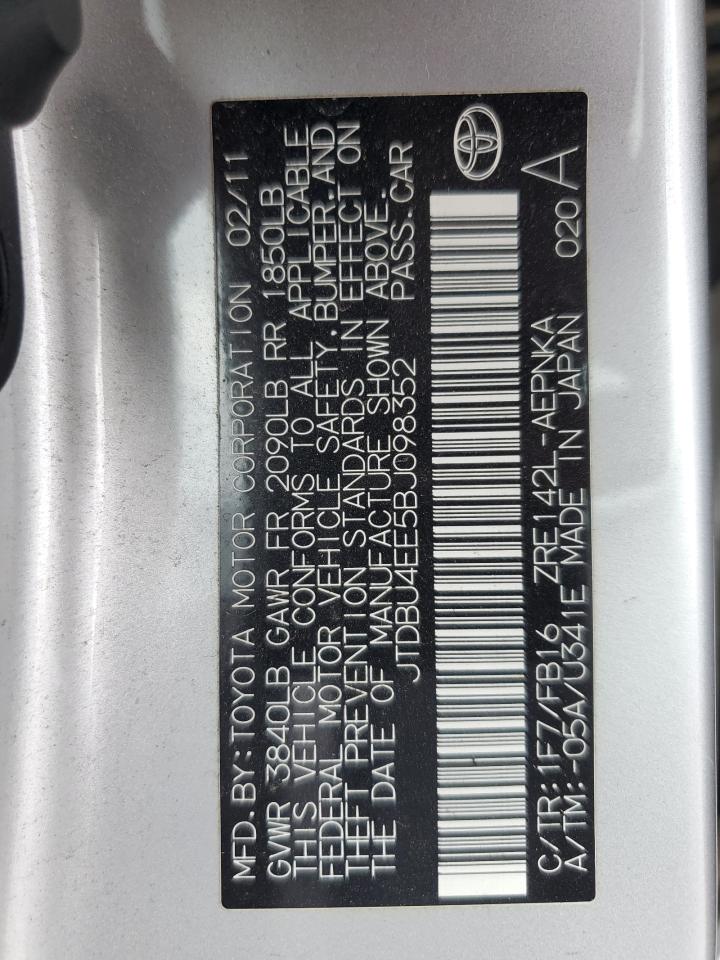 MFD. BY: TOYOTA MOTOR CORPORATION 02/11
GVWR 3840LB GAWR FR 2090LB RR 1850LB
THIS VEHICLE CONFORMS TO ALL APPLICABLE
FEDERAL MOTOR VEHICLE SAFETY, BUMPER, AND
THEFT PREVENTION STANDARDS IN EFFECT ON
THE DATE OF MANUFACTURE SHOWN ABOVE.
JTDBU4EE5BJ098352 PASS. CAR
C/TR: 1F7/FB16 ZRE142L-AEPNKA 020 A
A/TM: -05A/U341E MADE IN JAPAN